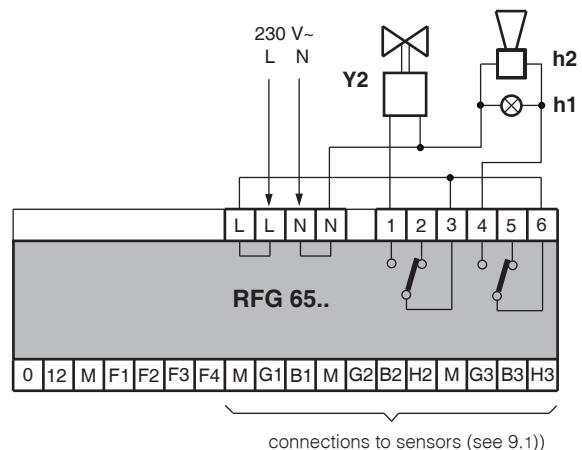 230 V~
L N
h2
Y2
h1
L L N N 1 2 3 4 5 6
RFG 65..
0 12 M F1 F2 F3 F4 M G1 B1 M G2 B2 H2 M G3 B3 H3
connections to sensors (see 9.1))